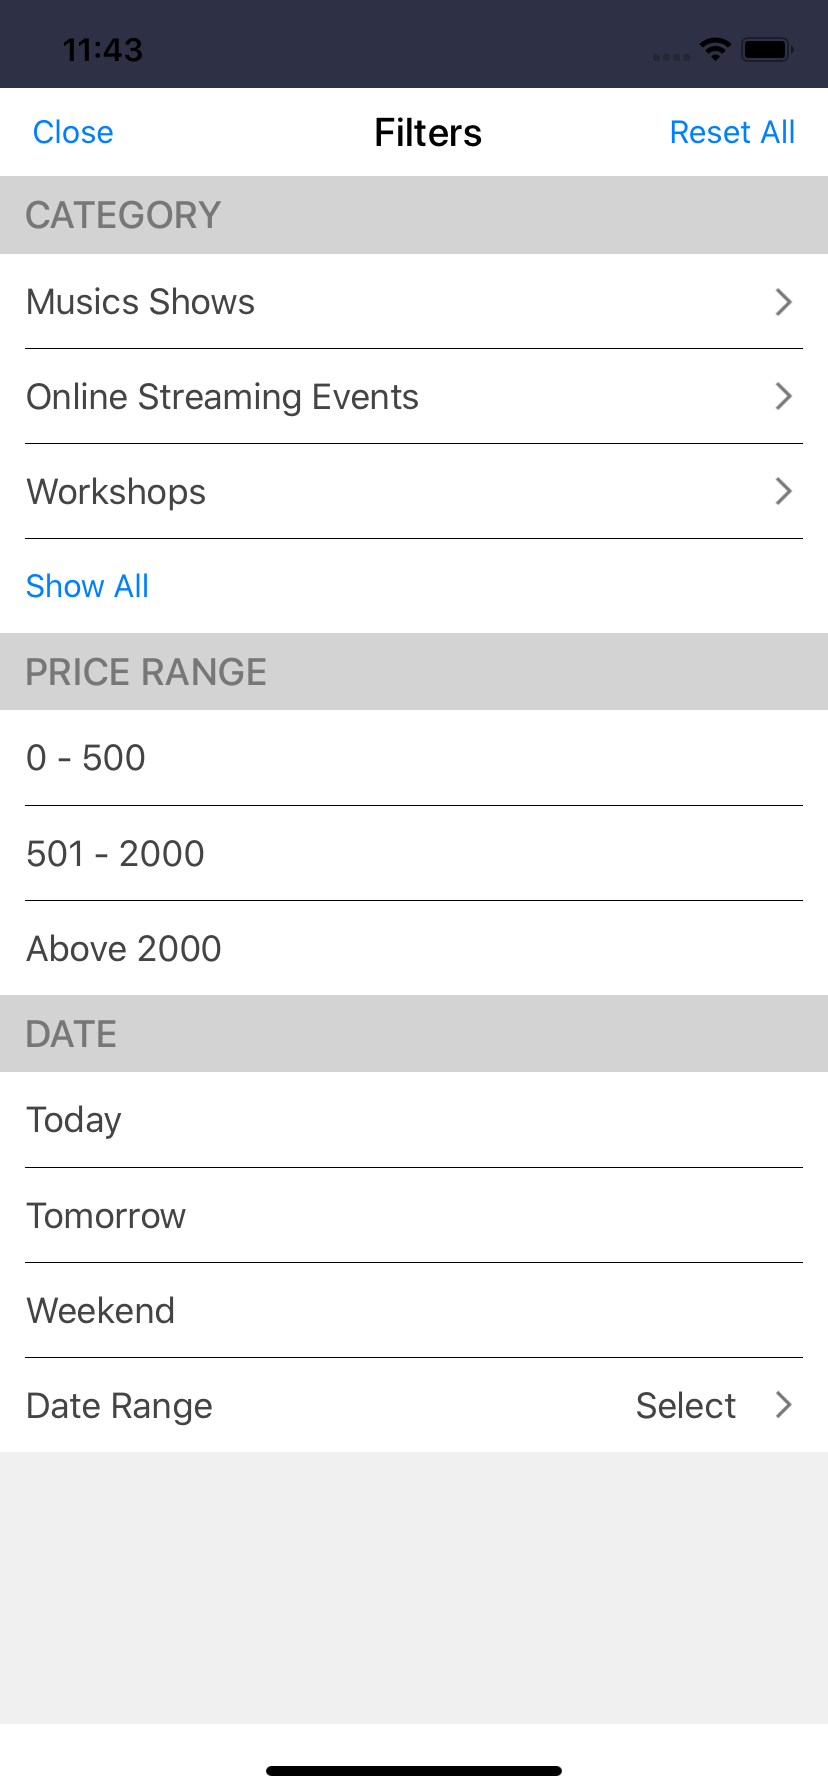 11:43
Close Filters Reset All
CATEGORY
Musics Shows
Online Streaming Events
Workshops
Show All
PRICE RANGE
0 - 500
501 - 2000
Above 2000
DATE
Today
Tomorrow
Weekend
Date Range Select